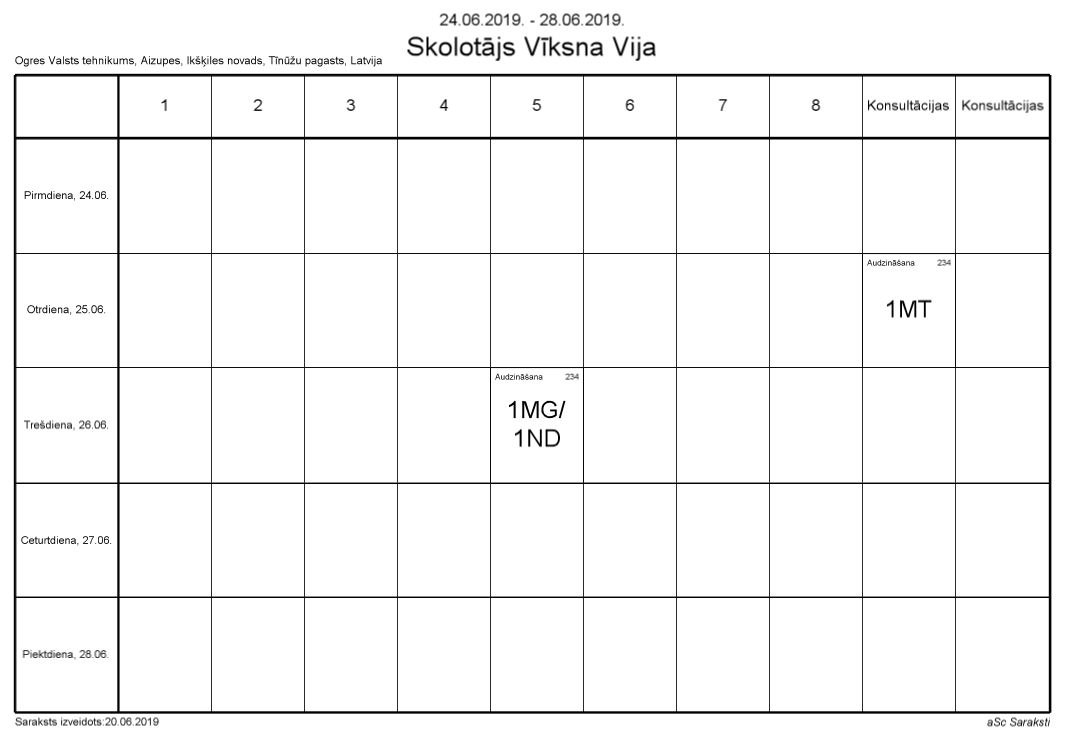 24.06.2019. - 28.06.2019.
Skolotājs Vīksna Vija
Ogres Valsts tehnikums, Aizupes, Ikšķiles novads, Tīnūžu pagasts, Latvija
1 2 3 4 5 6 7 8 Konsultācijas Konsultācijas
Pirmdiena, 24.06.
Audzināšana 234
Otrdiena, 25.06.
1MT
Audzināšana 234
Trešdiena, 26.06.
1MG/
1ND
Ceturtdiena, 27.06.
Piektdiena, 28.06.
Saraksts izveidots:20.06.2019
aSc Saraksti